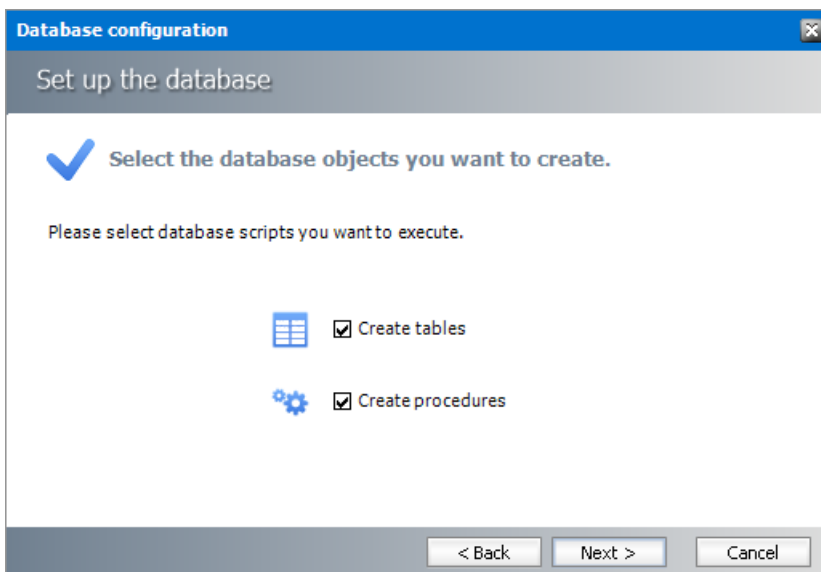 Database configuration
Set up the database
Select the database objects you want to create.
Please select database scripts you want to execute.
Create tables
Create procedures
< Back
Next >
Cancel